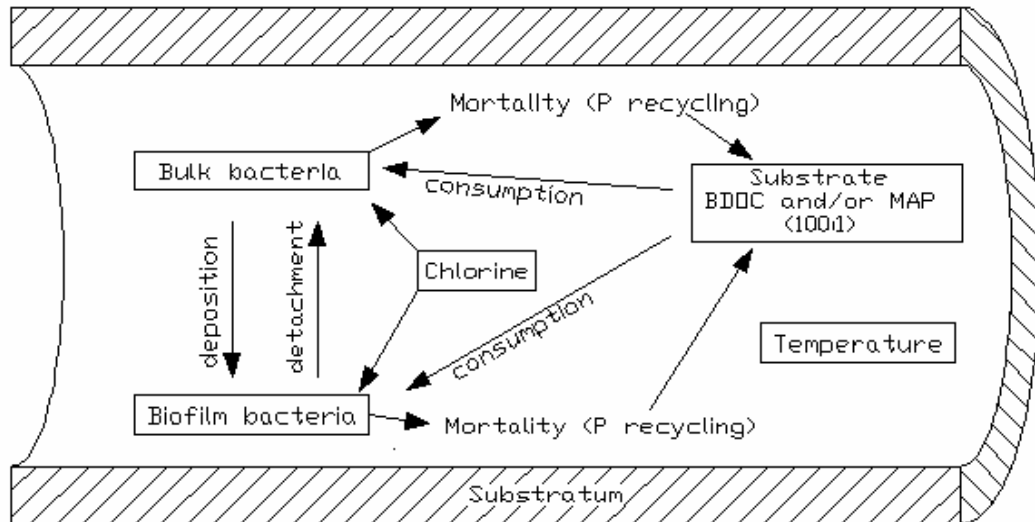 Mortality (P recycling)
Bulk bacteria
consumption
Substrate
BDOC and/or MAP
(100:1)
deposition
detachment
Chlorine
consumption
Temperature
Biofilm bacteria
Mortality (P recycling)
Substratum